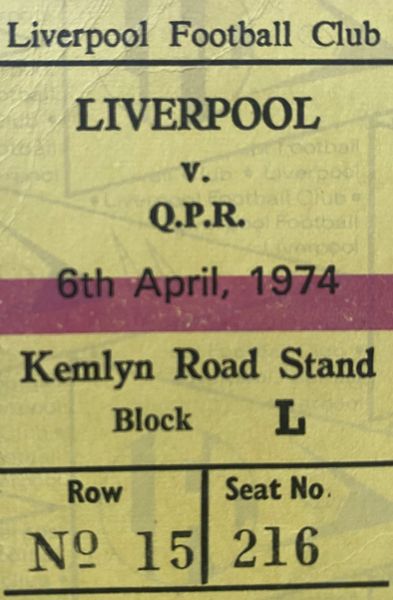 Liverpool Football Club
LIVERPOOL
v.
Q.P.R.
6th April, 1974
Kemlyn Road Stand
Block L
Row Seat No.
Nº 15 216